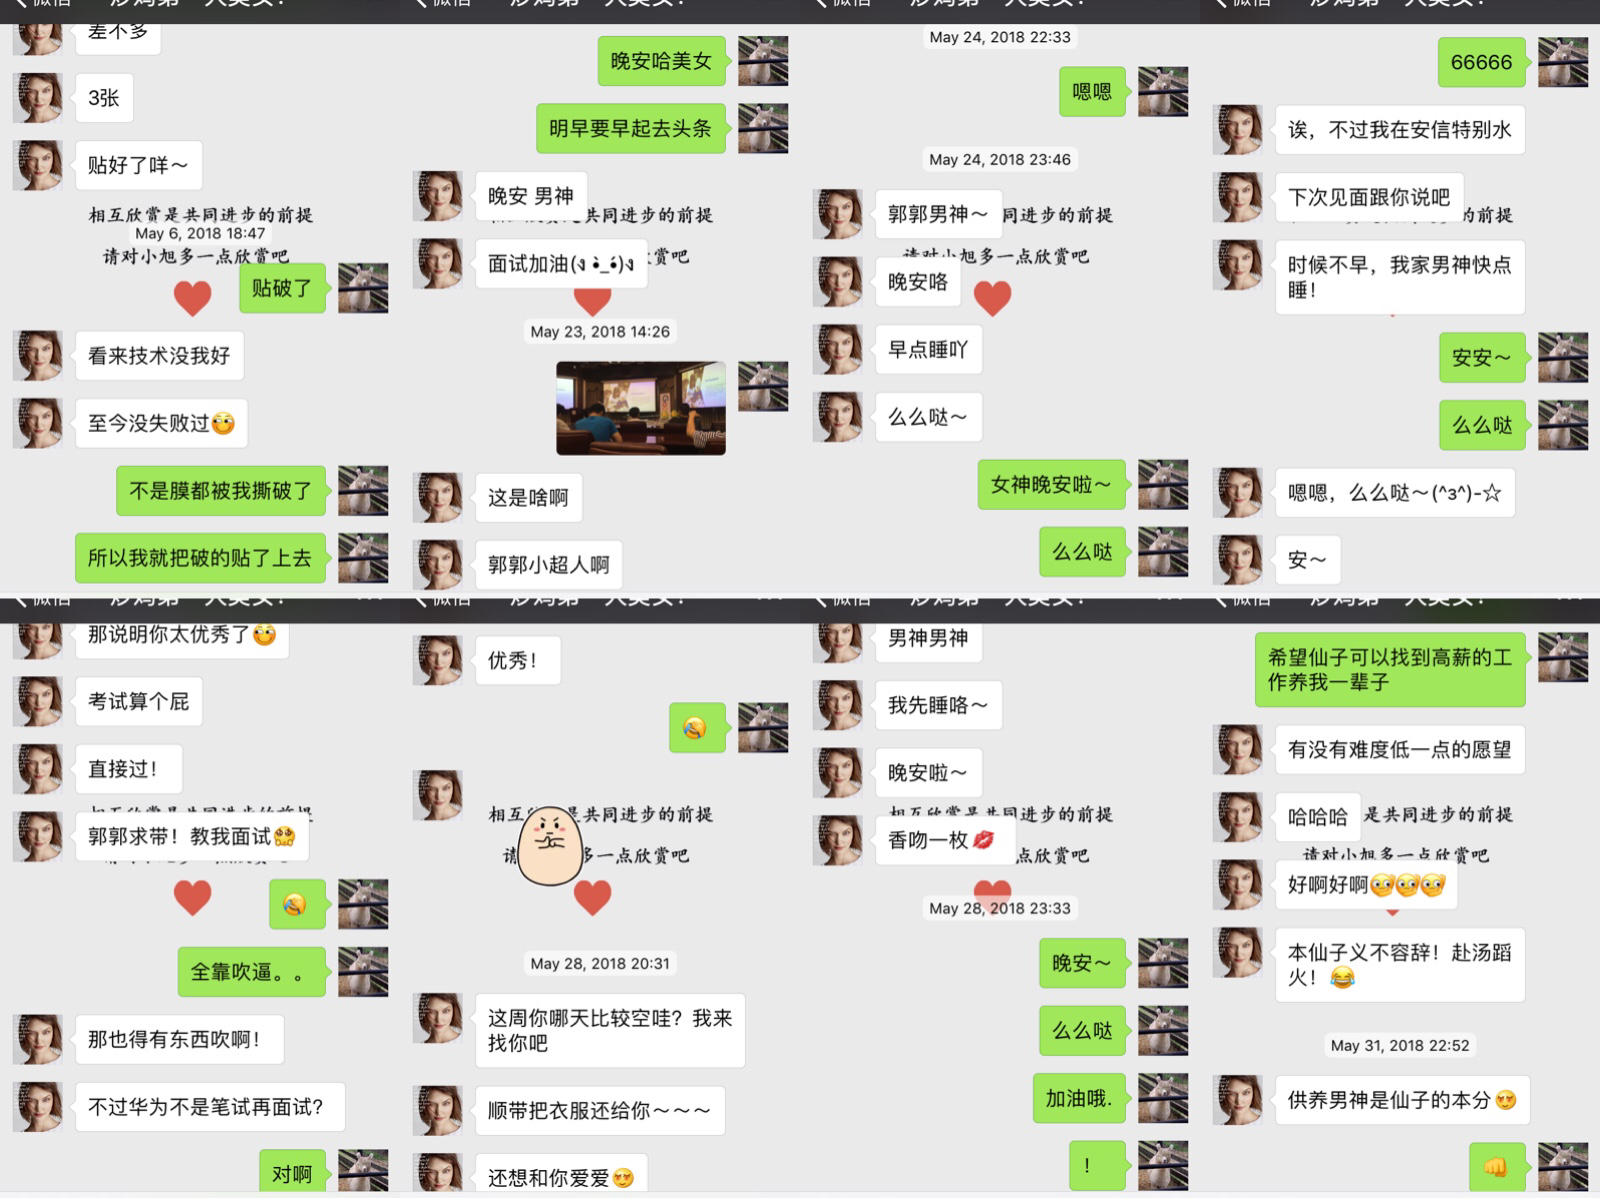 微信
差不多
3张
贴好了咩～
相互欣赏是共同进步的前提
May 6, 2018 18:47
请对小旭多一点欣赏吧
贴破了
看来技术没我好
至今没失败过
不是膜都被我撕破了
所以我就把破的贴了上去
微信
晚安哈美女
明早要早起去头条
晚安 男神
共同进步的前提
面试加油(ง •̀_•́)ง
赏吧
May 23, 2018 14:26
这是啥啊
郭郭小超人啊
微信
May 24, 2018 22:33
嗯嗯
May 24, 2018 23:46
郭郭男神～
同进步的前提
请对小旭多一点欣赏吧
晚安咯
早点睡吖
么么哒～
女神晚安啦～
么么哒
微信
66666
诶，不过我在安信特别水
下次见面跟你说吧
的前提
时候不早，我家男神快点
睡！
安安～
么么哒
嗯嗯，么么哒～(^з^)-☆
安～
微信
那说明你太优秀了
考试算个屁
直接过！
相互欣赏是共同进步的前提
郭郭求带！教我面试
全靠吹逼。。
那也得有东西吹啊！
不过华为不是笔试再面试？
对啊
微信
优秀！
相互
是共同进步的前提
请
多一点欣赏吧
May 28, 2018 20:31
这周你哪天比较空哇？我来
找你吧
顺带把衣服还给你～～～
还想和你爱爱
微信
男神男神
我先睡咯～
晚安啦～
相互欣赏是共同进步的前提
香吻一枚
点欣赏吧
May 28, 2018 23:33
晚安～
么么哒
加油哦.
！
微信
希望仙子可以找到高薪的工
作养我一辈子
有没有难度低一点的愿望
哈哈哈
是共同进步的前提
请对小旭多一点欣赏吧
好啊好啊
本仙子义不容辞！赴汤蹈
火！
May 31, 2018 22:52
供养男神是仙子的本分